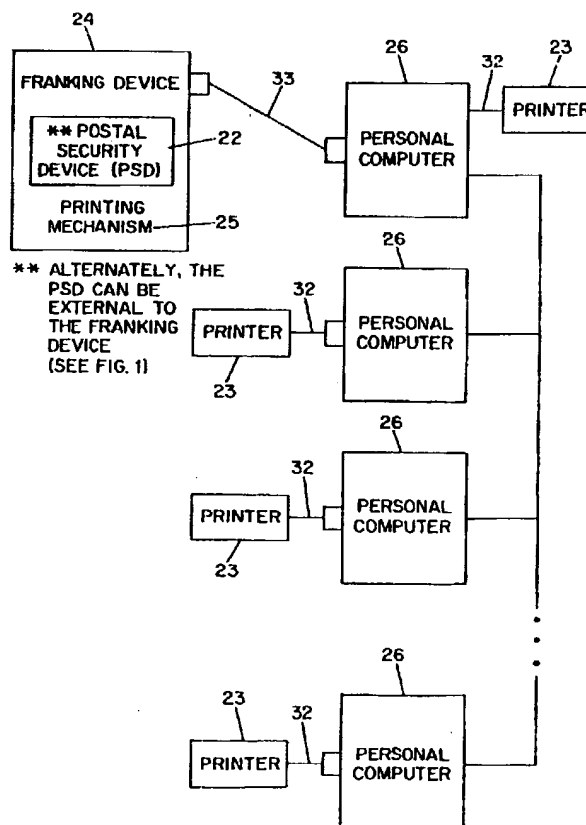 24
26
23
33
32
FRANKING DEVICE
PRINTER
** POSTAL
SECURITY
DEVICE (PSD)
22
PERSONAL
COMPUTER
PRINTING
MECHANISM
25
** ALTERNATELY, THE
PSD CAN BE
EXTERNAL TO
THE FRANKING
DEVICE
(SEE FIG. 1)
26
32
PRINTER
PERSONAL
COMPUTER
23
26
32
PRINTER
PERSONAL
COMPUTER
23
26
23
32
PRINTER
PERSONAL
COMPUTER